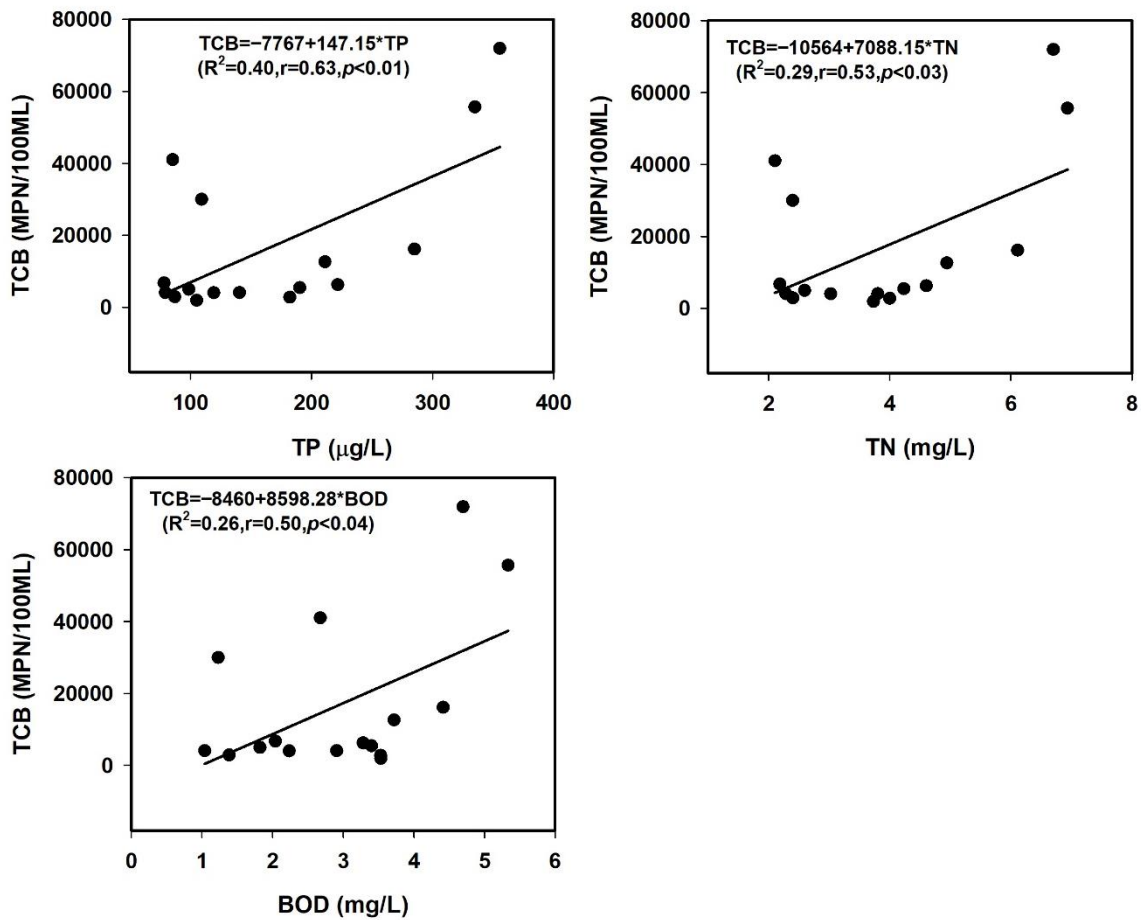 80000
60000
40000
20000
0
TCB (MPN/100ML)
TCB=−7767+147.15*TP
(R²=0.40,r=0.63,p<0.01)
100 200 300 400
TP (μg/L)
80000
60000
40000
20000
0
TCB (MPN/100ML)
TCB=−10564+7088.15*TN
(R²=0.29,r=0.53,p<0.03)
2 4 6 8
TN (mg/L)
80000
60000
40000
20000
0
TCB (MPN/100ML)
TCB=−8460+8598.28*BOD
(R²=0.26,r=0.50,p<0.04)
0 1 2 3 4 5 6
BOD (mg/L)